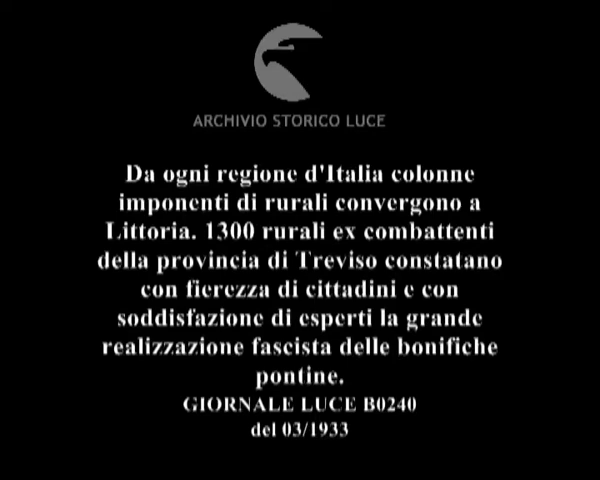 ARCHIVIO STORICO LUCE
Da ogni regione d'Italia colonne
imponenti di rurali convergono a
Littoria. 1300 rurali ex combattenti
della provincia di Treviso constatano
con fierezza di cittadini e con
soddisfazione di esperti la grande
realizzazione fascista delle bonifiche
pontine.
GIORNALE LUCE B0240
del 03/1933